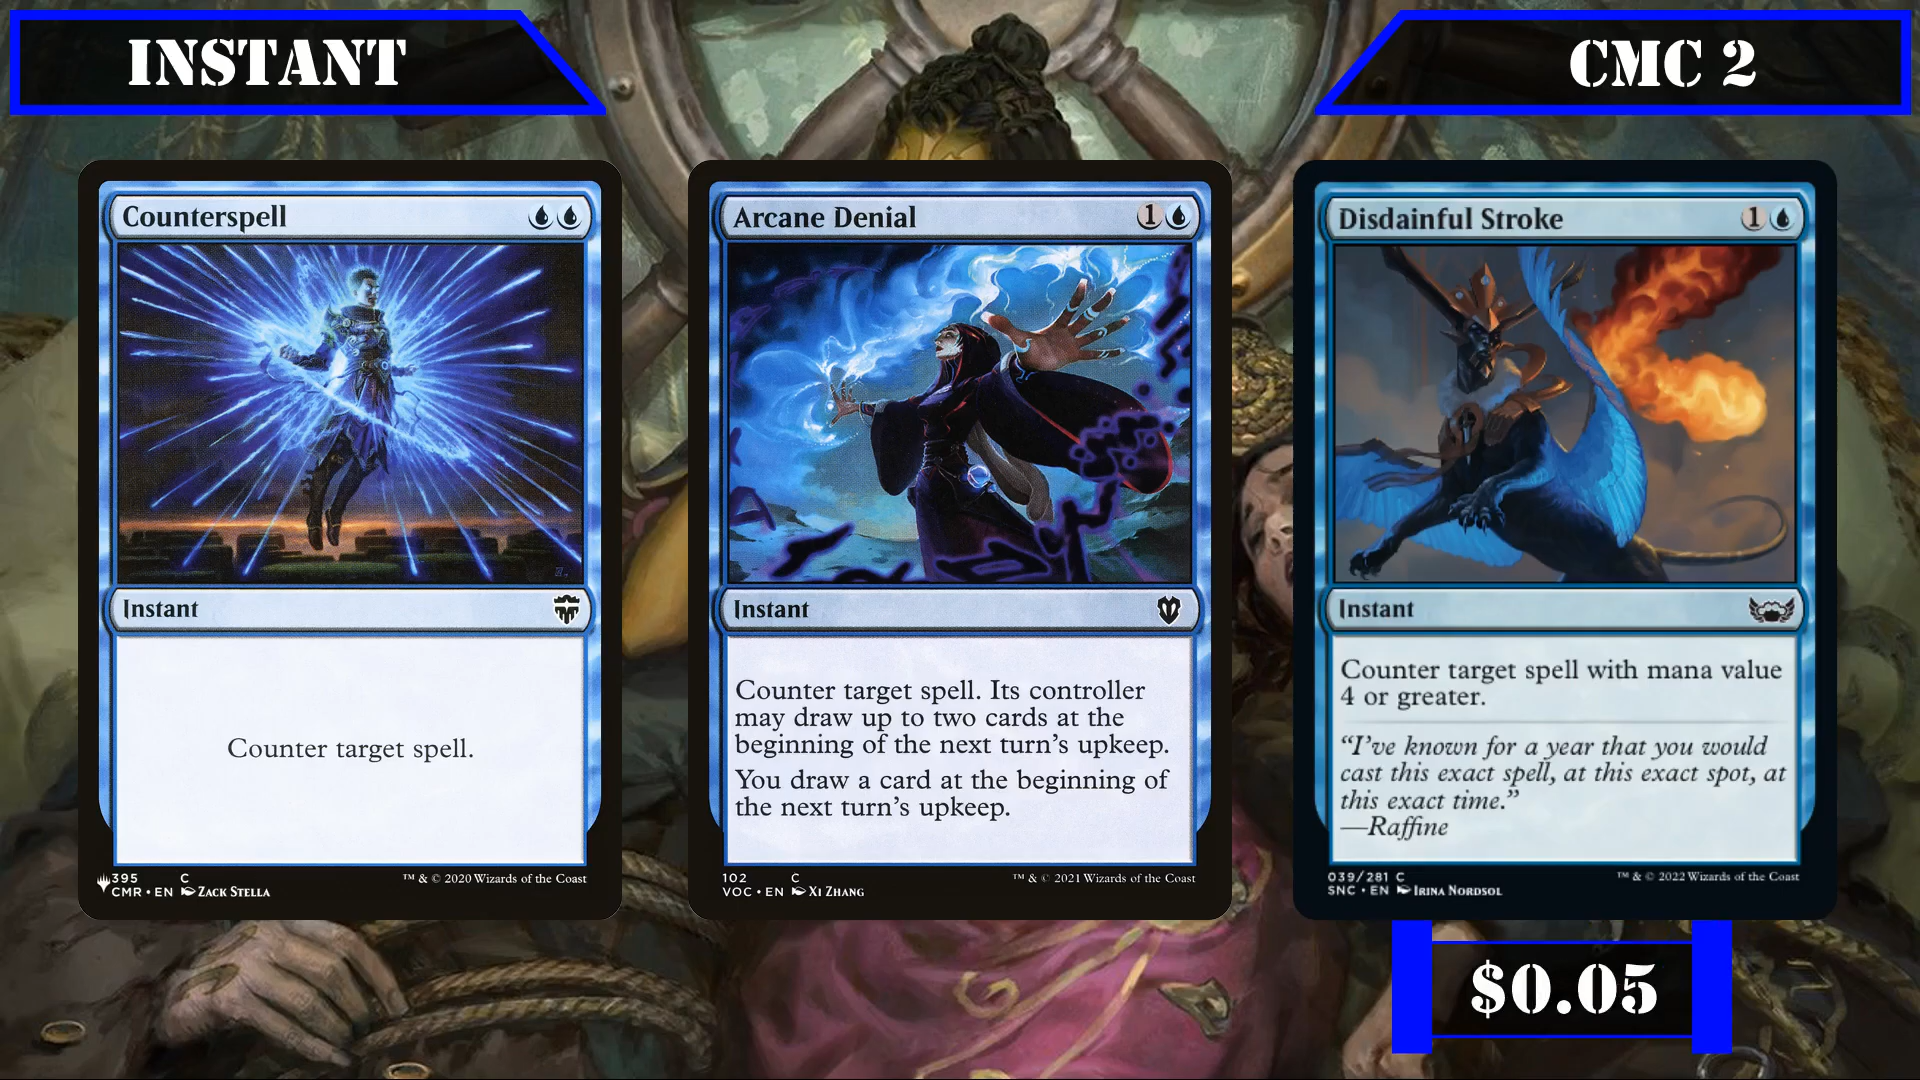 INSTANT
CMC 2
Counterspell
Instant
Counter target spell.
395 C
CMR • EN ZACK STELLA
™ & © 2020 Wizards of the Coast
Arcane Denial 1
Instant
Counter target spell. Its controller
may draw up to two cards at the
beginning of the next turn's upkeep.
You draw a card at the beginning of
the next turn's upkeep.
102 C
VOC • EN XI ZHANG
™ & © 2021 Wizards of the Coast
Disdainful Stroke 1
Instant
Counter target spell with mana value
4 or greater.
“I've known for a year that you would
cast this exact spell, at this exact spot, at
this exact time.”
—Raffine
039/281 C
SNC • EN IRINA NORDSOL
™ & © 2022 Wizards of the Coast
$0.05